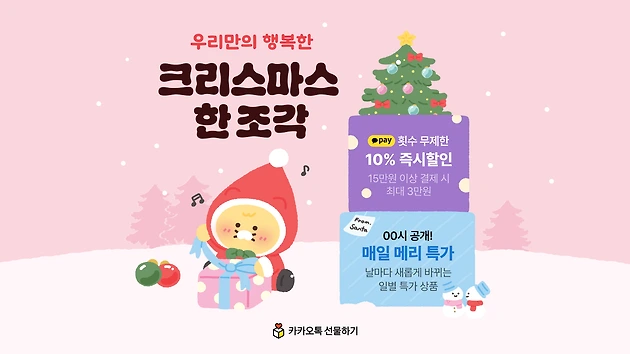 우리만의 행복한
크리스마스
한 조각
pay 횟수 무제한
10% 즉시할인
15만원 이상 결제 시
최대 3만원
From.
Santa
00시 공개!
매일 메리 특가
날마다 새롭게 바뀌는
일별 특가 상품
카카오톡 선물하기